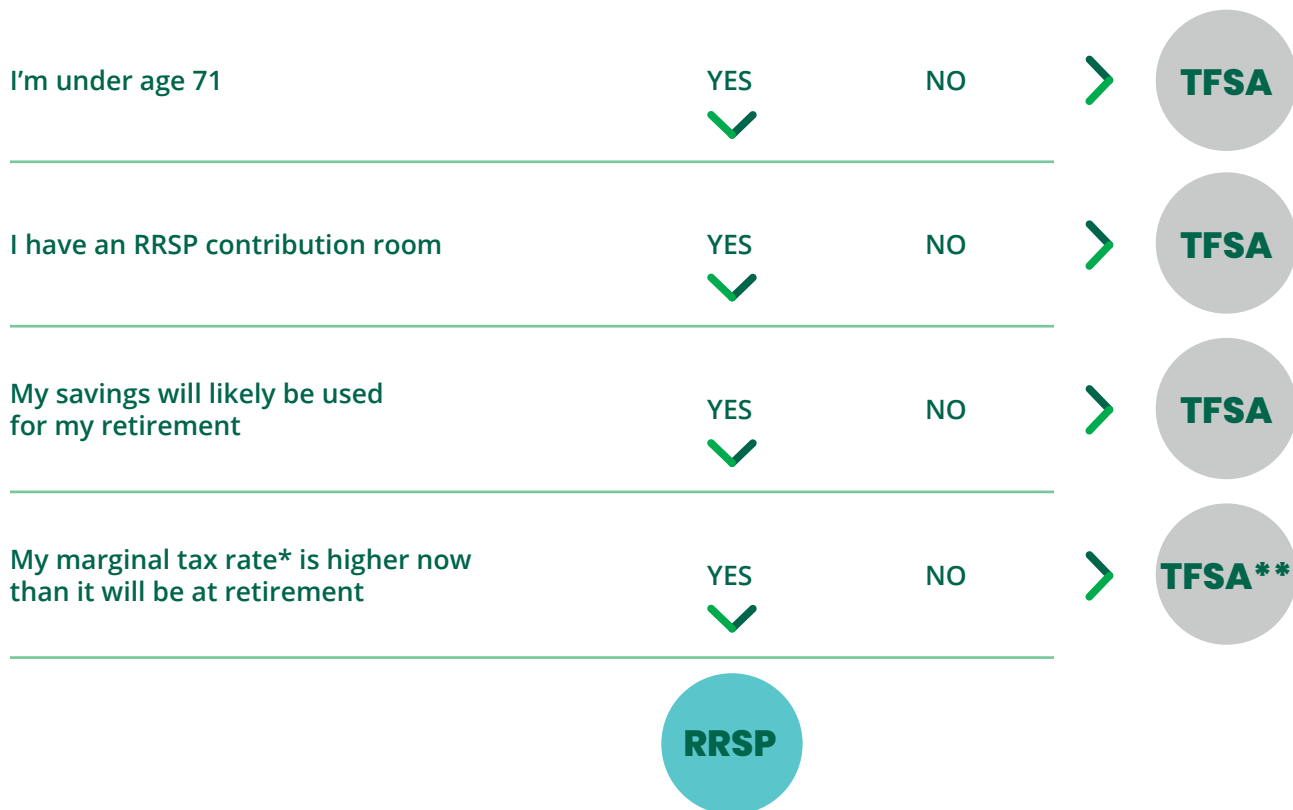 I’m under age 71 YES NO TFSA
I have an RRSP contribution room YES NO TFSA
My savings will likely be used
for my retirement YES NO TFSA
My marginal tax rate* is higher now
than it will be at retirement YES NO TFSA**
RRSP